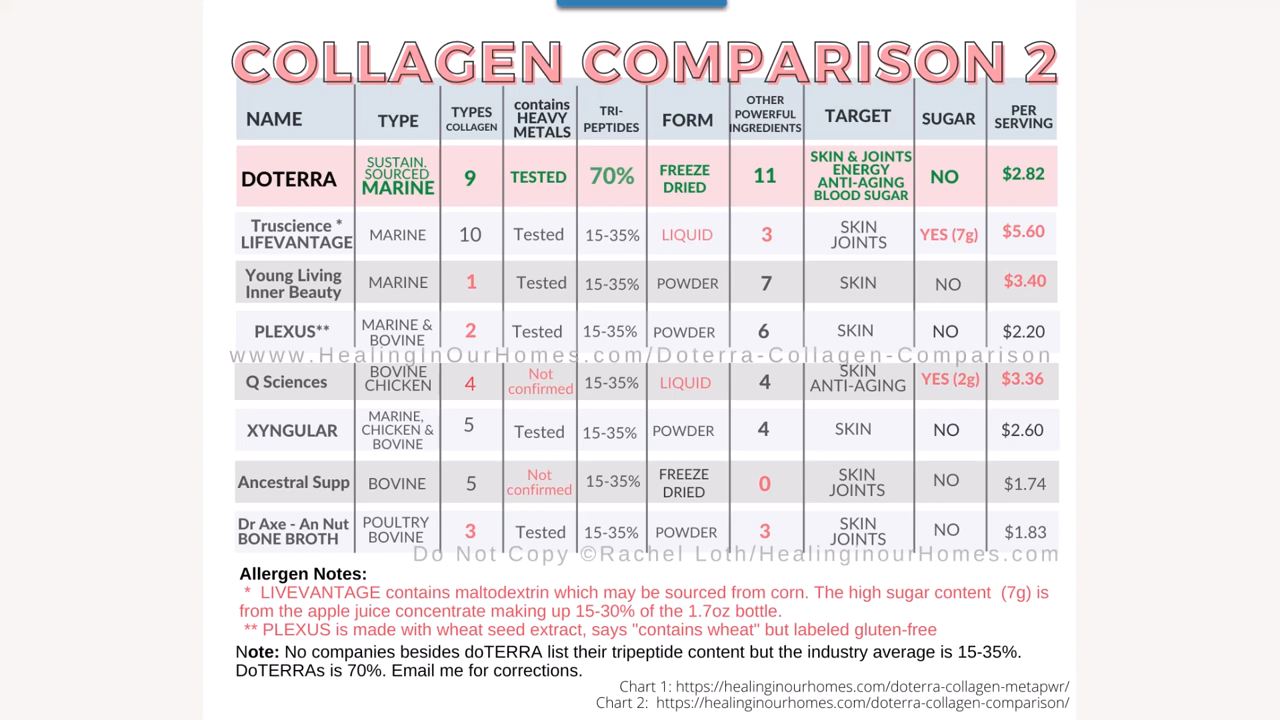 COLLAGEN COMPARISON 2
NAME TYPE TYPES COLLAGEN contains HEAVY METALS TRI-PEPTIDES FORM OTHER POWERFUL INGREDIENTS TARGET SUGAR PER SERVING
DOTERRA SUSTAIN. SOURCED MARINE 9 TESTED 70% FREEZE DRIED 11 SKIN & JOINTS ENERGY ANTI-AGING BLOOD SUGAR NO $2.82
Truscience * LIFEVANTAGE MARINE 10 Tested 15-35% LIQUID 3 SKIN JOINTS YES (7g) $5.60
Young Living Inner Beauty MARINE 1 Tested 15-35% POWDER 7 SKIN NO $3.40
PLEXUS** MARINE & BOVINE 2 Tested 15-35% POWDER 6 SKIN NO $2.20
www.HealingInOurHomes.com/Doterra-Collagen-Comparison
Q Sciences BOVINE CHICKEN 4 Not confirmed 15-35% LIQUID 4 SKIN ANTI-AGING YES (2g) $3.36
XYNGULAR MARINE, CHICKEN & BOVINE 5 Tested 15-35% POWDER 4 SKIN NO $2.60
Ancestral Supp BOVINE 5 Not confirmed 15-35% FREEZE DRIED 0 SKIN JOINTS NO $1.74
Dr Axe - An Nut BONE BROTH POULTRY BOVINE 3 Tested 15-35% POWDER 3 SKIN JOINTS NO $1.83
Do Not Copy ©Rachel Loth/HealinginourHomes.com
Allergen Notes:
* LIVEVANTAGE contains maltodextrin which may be sourced from corn. The high sugar content (7g) is
from the apple juice concentrate making up 15-30% of the 1.7oz bottle.
** PLEXUS is made with wheat seed extract, says "contains wheat" but labeled gluten-free
Note: No companies besides doTERRA list their tripeptide content but the industry average is 15-35%.
DoTERRAs is 70%. Email me for corrections.
Chart 1: https://healinginourhomes.com/doterra-collagen-metapwr/
Chart 2: https://healinginourhomes.com/doterra-collagen-comparison/